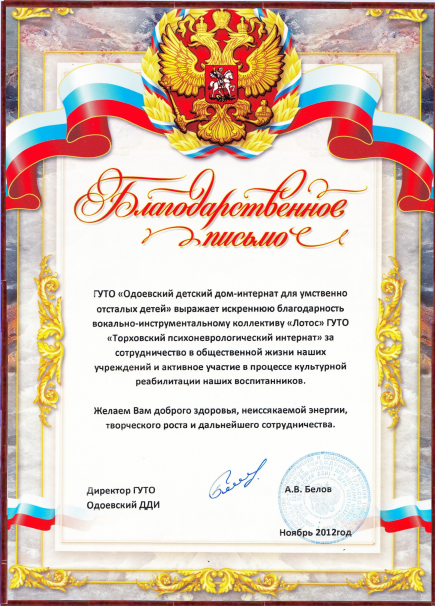 Благодарственное
письмо
ГУТО «Одоевский детский дом-интернат для умственно
отсталых детей» выражает искреннюю благодарность
вокально-инструментальному коллективу «Лотос» ГУТО
«Торховский психоневрологический интернат» за
сотрудничество в общественной жизни наших
учреждений и активное участие в процессе культурной
реабилитации наших воспитанников.
Желаем Вам доброго здоровья, неиссякаемой энергии,
творческого роста и дальнейшего сотрудничества.
Директор ГУТО А.В. Белов
Одоевский ДДИ
Ноябрь 2012год